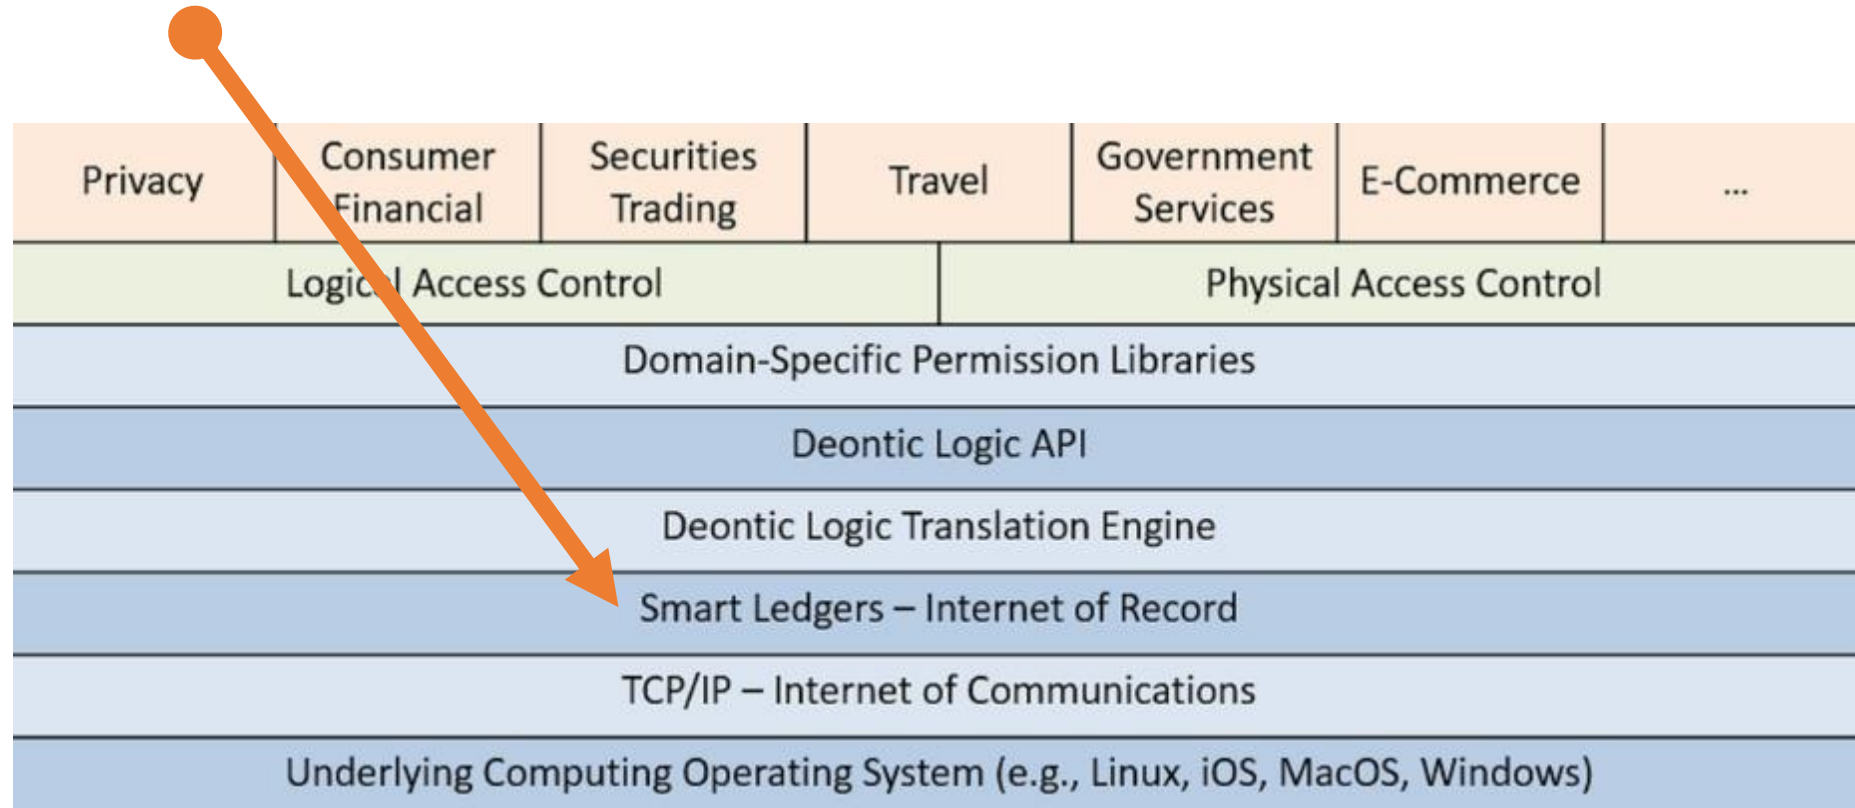 Privacy
Consumer
Financial
Securities
Trading
Travel
Government
Services
E-Commerce
...
Logical Access Control
Physical Access Control
Domain-Specific Permission Libraries
Deontic Logic API
Deontic Logic Translation Engine
Smart Ledgers – Internet of Record
TCP/IP – Internet of Communications
Underlying Computing Operating System (e.g., Linux, iOS, MacOS, Windows)